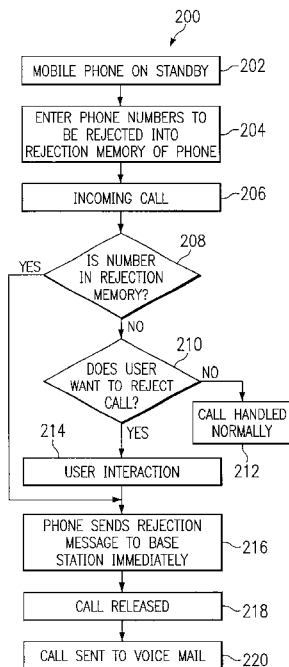 200
MOBILE PHONE ON STANDBY
202
ENTER PHONE NUMBERS TO
BE REJECTED INTO
REJECTION MEMORY OF PHONE
204
INCOMING CALL
206
208
IS NUMBER
IN REJECTION
MEMORY?
YES
NO
210
DOES USER
WANT TO REJECT
CALL?
NO
YES
CALL HANDLED
NORMALLY
212
214
USER INTERACTION
PHONE SENDS REJECTION
MESSAGE TO BASE
STATION IMMEDIATELY
216
CALL RELEASED
218
CALL SENT TO VOICE MAIL
220